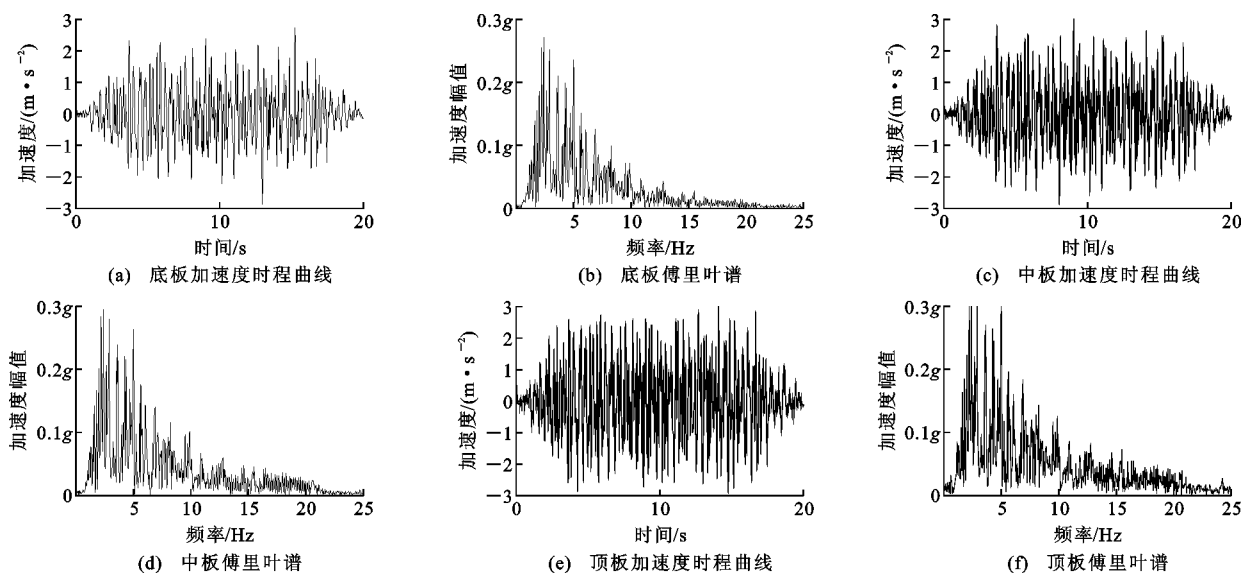 3
2
1
0
−1
−2
−3
加速度/(m·s⁻²)
0 10 20
时间/s
(a) 底板加速度时程曲线
0.3g
0.2g
0.1g
0
加速度幅值
5 10 15 20 25
频率/Hz
(b) 底板傅里叶谱
3
2
1
0
−1
−2
−3
加速度/(m·s⁻²)
0 10 20
时间/s
(c) 中板加速度时程曲线
0.3g
0.2g
0.1g
0
加速度幅值
5 10 15 20 25
频率/Hz
(d) 中板傅里叶谱
3
2
1
0
−1
−2
−3
加速度/(m·s⁻²)
0 10 20
时间/s
(e) 顶板加速度时程曲线
0.3g
0.2g
0.1g
0
加速度幅值
5 10 15 20 25
频率/Hz
(f) 顶板傅里叶谱